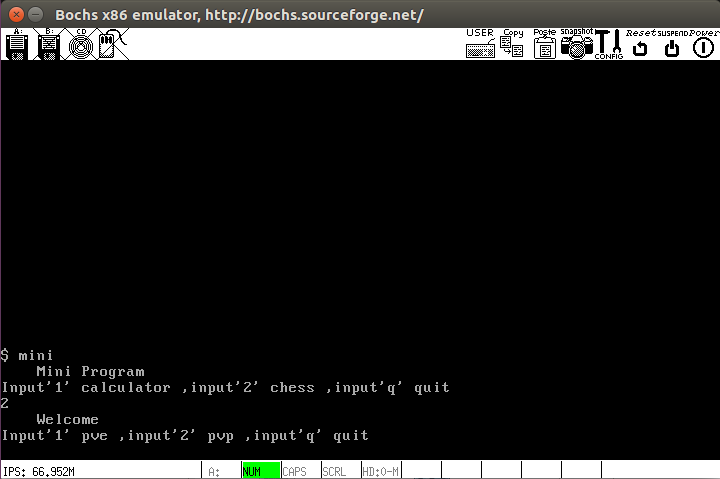 Bochs x86 emulator, http://bochs.sourceforge.net/
A: B: CD USER Copy Paste snapshot CONFIG Reset SUSPEND Power
$ mini
Mini Program
Input'1' calculator ,input'2' chess ,input'q' quit
2
Welcome
Input'1' pve ,input'2' pvp ,input'q' quit
IPS: 66,952M A: NUM CAPS SCRL HD:0-M